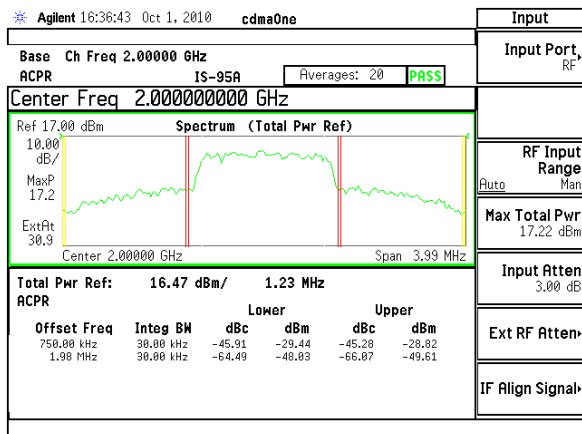 Agilent 16:36:43 Oct 1, 2010 cdmaOne Input
Base Ch Freq 2.00000 GHz
ACPR IS-95A Averages: 20 PASS
Center Freq 2.000000000 GHz
Ref 17.00 dBm Spectrum (Total Pwr Ref)
10.00
dB/
MaxP
17.2
ExtAt
30.9
Center 2.00000 GHz Span 3.99 MHz
Total Pwr Ref: 16.47 dBm/ 1.23 MHz
ACPR
Lower Upper
Offset Freq Integ BW dBc dBm dBc dBm
750.00 kHz 30.00 kHz -45.91 -29.44 -45.28 -28.82
1.98 MHz 30.00 kHz -64.49 -48.03 -66.07 -49.61
Input Port
RF
RF Input
Range
Auto Man
Max Total Pwr
17.22 dBm
Input Atten
3.00 dB
Ext RF Atten
IF Align Signal